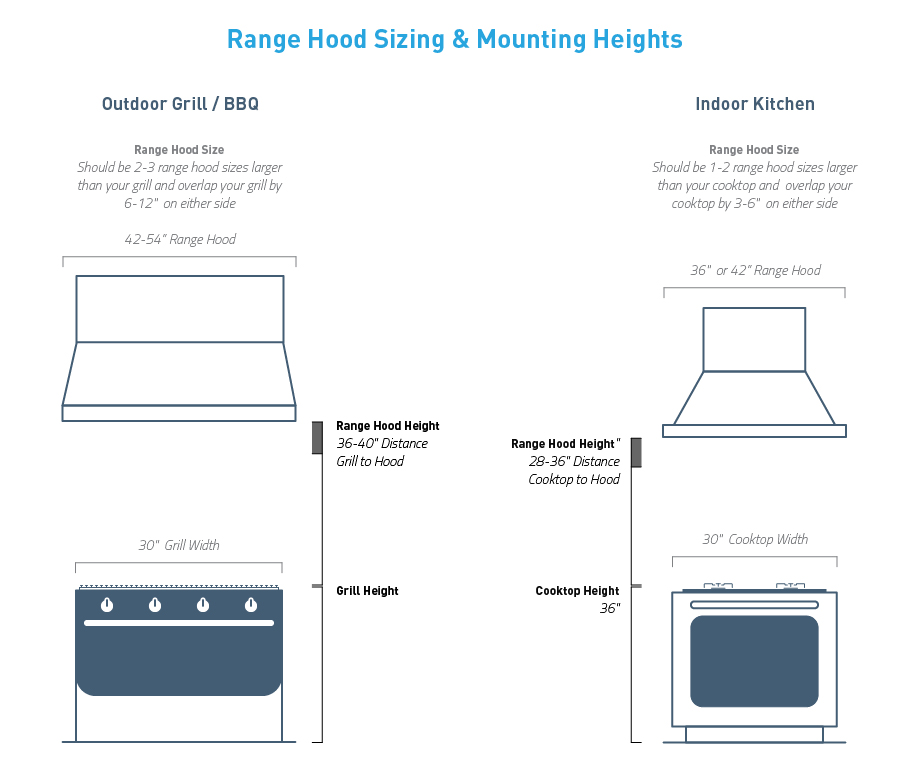 Range Hood Sizing & Mounting Heights
Outdoor Grill / BBQ
Range Hood Size
Should be 2-3 range hood sizes larger
than your grill and overlap your grill by
6-12" on either side
42-54" Range Hood
Range Hood Height
36-40" Distance
Grill to Hood
30" Grill Width
Grill Height
Indoor Kitchen
Range Hood Size
Should be 1-2 range hood sizes larger
than your cooktop and overlap your
cooktop by 3-6" on either side
36" or 42" Range Hood
Range Hood Height"
28-36" Distance
Cooktop to Hood
30" Cooktop Width
Cooktop Height
36"